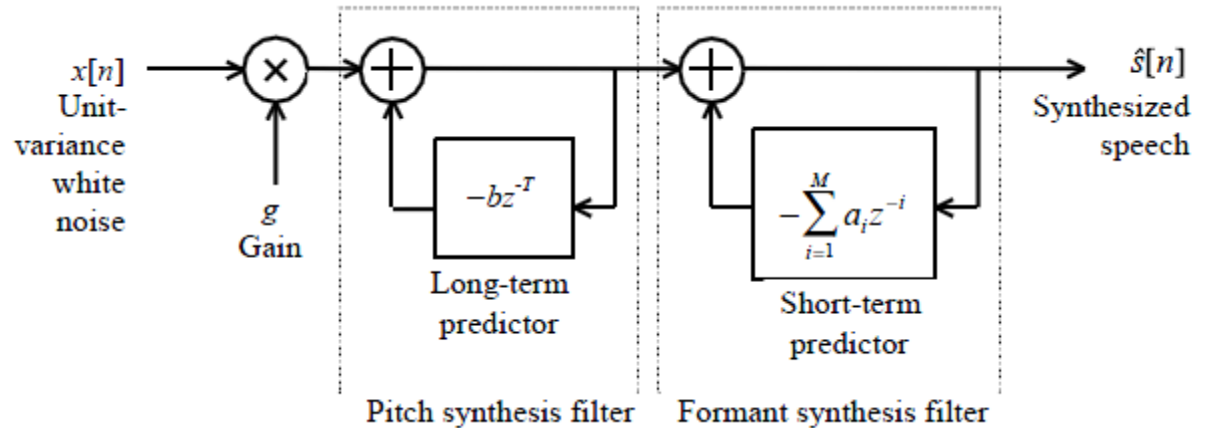 x[n]
Unit-
variance
white
noise
×
g
Gain
+
−bz^{-T}
Long-term
predictor
Pitch synthesis filter
+
−∑_{i=1}^{M} a_i z^{−i}
Short-term
predictor
Formant synthesis filter
ŝ[n]
Synthesized
speech